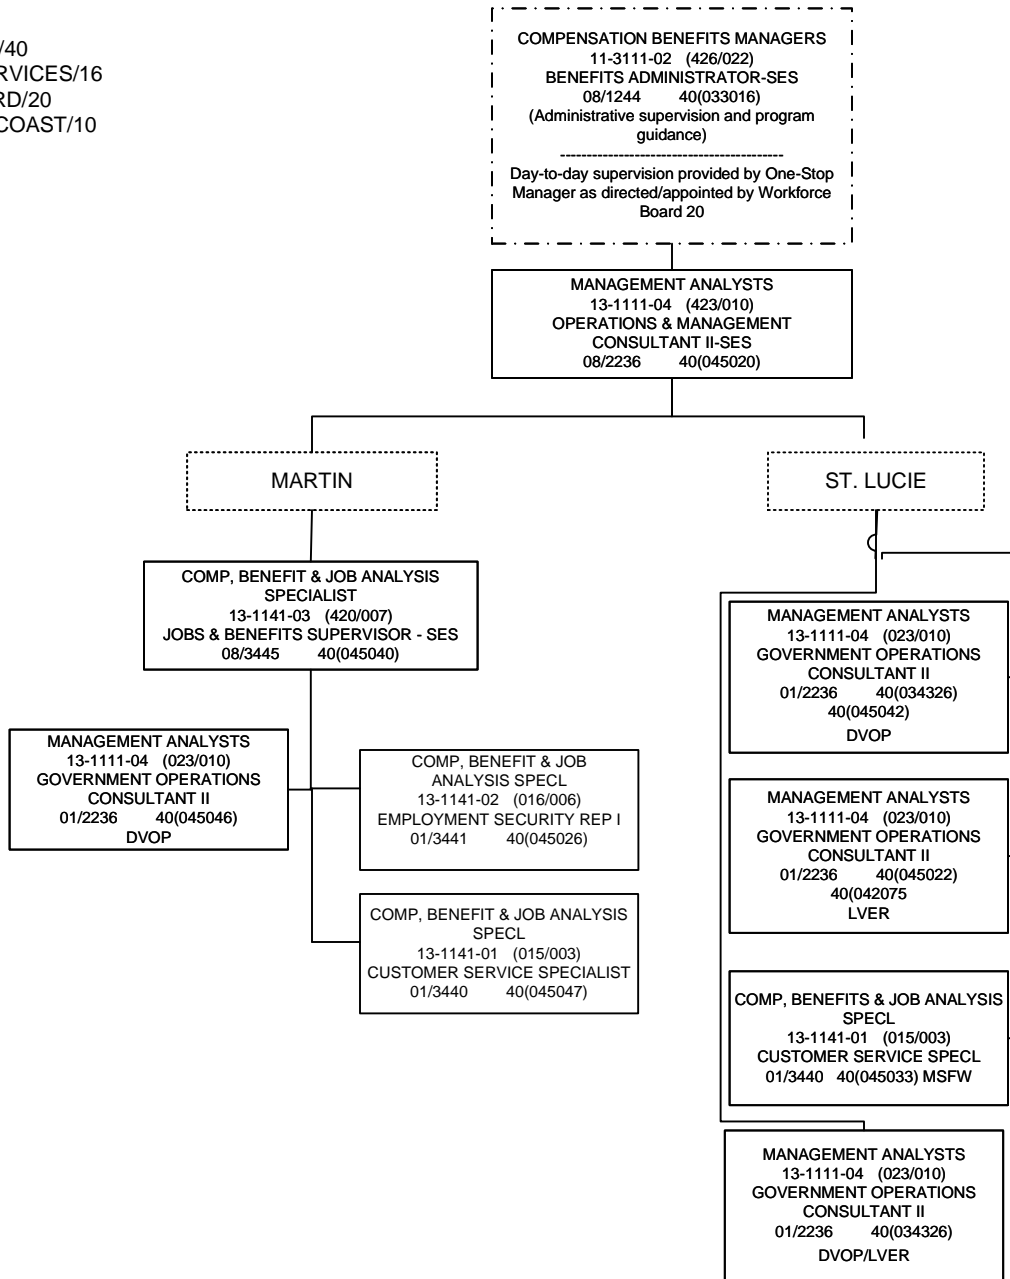 /40
RVICES/16
RD/20
COAST/10
COMPENSATION BENEFITS MANAGERS
11-3111-02 (426/022)
BENEFITS ADMINISTRATOR-SES
08/1244 40(033016)
(Administrative supervision and program
guidance)
------------------------------------------
Day-to-day supervision provided by One-Stop
Manager as directed/appointed by Workforce
Board 20
MANAGEMENT ANALYSTS
13-1111-04 (423/010)
OPERATIONS & MANAGEMENT
CONSULTANT II-SES
08/2236 40(045020)
MARTIN
ST. LUCIE
COMP, BENEFIT & JOB ANALYSIS
SPECIALIST
13-1141-03 (420/007)
JOBS & BENEFITS SUPERVISOR - SES
08/3445 40(045040)
MANAGEMENT ANALYSTS
13-1111-04 (023/010)
GOVERNMENT OPERATIONS
CONSULTANT II
01/2236 40(045046)
DVOP
COMP, BENEFIT & JOB
ANALYSIS SPECL
13-1141-02 (016/006)
EMPLOYMENT SECURITY REP I
01/3441 40(045026)
COMP, BENEFIT & JOB ANALYSIS
SPECL
13-1141-01 (015/003)
CUSTOMER SERVICE SPECIALIST
01/3440 40(045047)
MANAGEMENT ANALYSTS
13-1111-04 (023/010)
GOVERNMENT OPERATIONS
CONSULTANT II
01/2236 40(034326)
40(045042)
DVOP
MANAGEMENT ANALYSTS
13-1111-04 (023/010)
GOVERNMENT OPERATIONS
CONSULTANT II
01/2236 40(045022)
40(042075
LVER
COMP, BENEFITS & JOB ANALYSIS
SPECL
13-1141-01 (015/003)
CUSTOMER SERVICE SPECL
01/3440 40(045033) MSFW
MANAGEMENT ANALYSTS
13-1111-04 (023/010)
GOVERNMENT OPERATIONS
CONSULTANT II
01/2236 40(034326)
DVOP/LVER